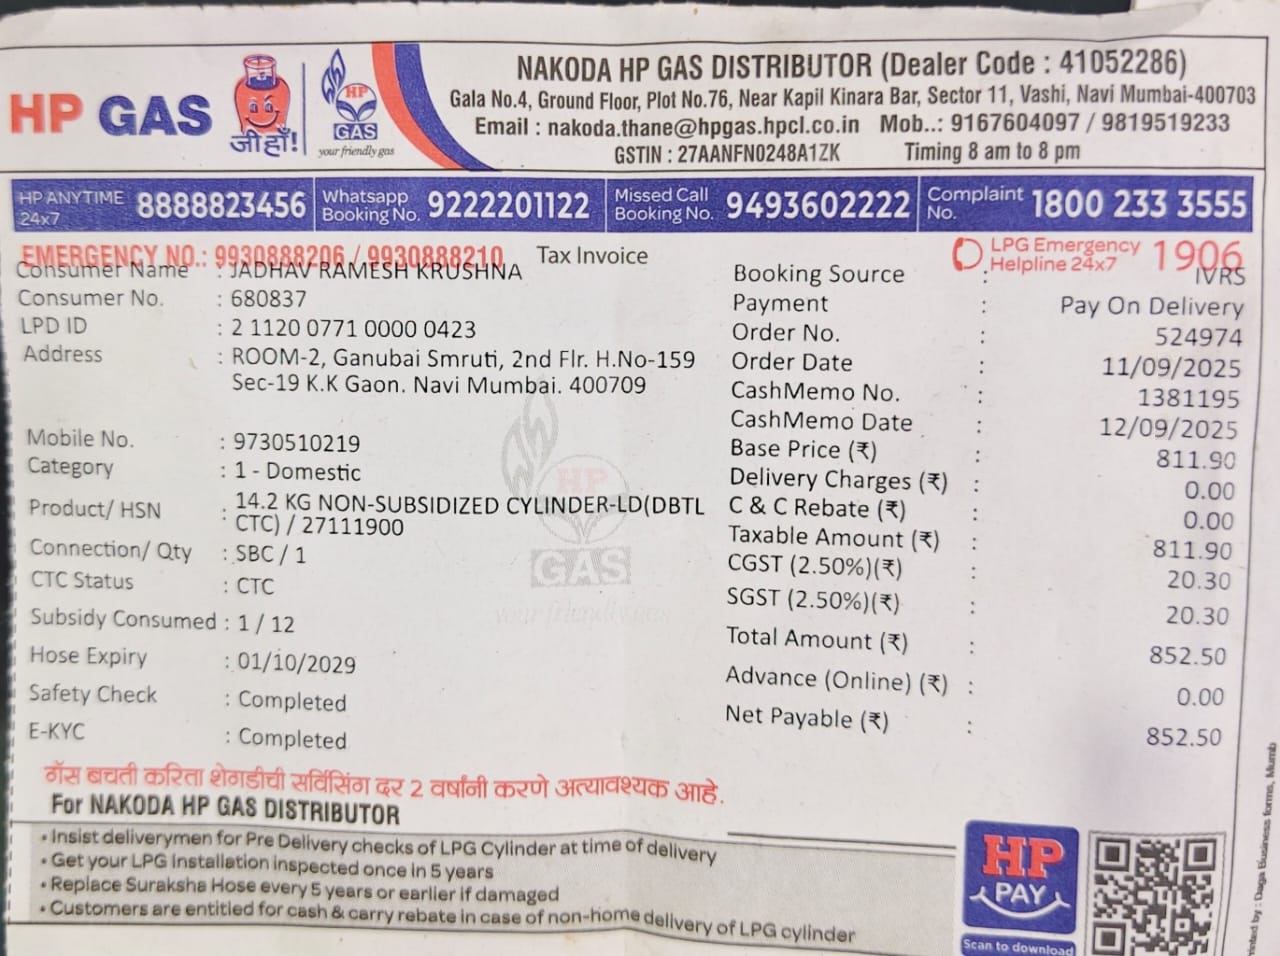 HP GAS
जी हाँ!
HP
GAS
your friendly gas
NAKODA HP GAS DISTRIBUTOR (Dealer Code : 41052286)
Gala No.4, Ground Floor, Plot No.76, Near Kapil Kinara Bar, Sector 11, Vashi, Navi Mumbai-400703
Email : nakoda.thane@hpgas.hpcl.co.in Mob..: 9167604097 / 9819519233
GSTIN : 27AANFN0248A1ZK Timing 8 am to 8 pm
HP ANYTIME 24x7 8888823456 Whatsapp Booking No. 9222201122 Missed Call Booking No. 9493602222 Complaint No. 1800 233 3555
EMERGENCY NO.: 9930888206 / 9930888210 Tax Invoice
LPG Emergency Helpline 24x7 1906
Consumer Name : JADHAV RAMESH KRUSHNA
Consumer No. : 680837
LPD ID : 2 1120 0771 0000 0423
Address : ROOM-2, Ganubai Smruti, 2nd Flr. H.No-159
Sec-19 K.K Gaon. Navi Mumbai. 400709
Mobile No. : 9730510219
Category : 1 - Domestic
Product/ HSN : 14.2 KG NON-SUBSIDIZED CYLINDER-LD(DBTL
CTC) / 27111900
Connection/ Qty : SBC / 1
CTC Status : CTC
Subsidy Consumed : 1 / 12
Hose Expiry : 01/10/2029
Safety Check : Completed
E-KYC : Completed
Booking Source : IVRS
Payment : Pay On Delivery
Order No. : 524974
Order Date : 11/09/2025
CashMemo No. : 1381195
CashMemo Date : 12/09/2025
Base Price (₹) : 811.90
Delivery Charges (₹) : 0.00
C & C Rebate (₹) : 0.00
Taxable Amount (₹) : 811.90
CGST (2.50%)(₹) : 20.30
SGST (2.50%)(₹) : 20.30
Total Amount (₹) : 852.50
Advance (Online) (₹) : 0.00
Net Payable (₹) : 852.50
HP
GAS
your friendly gas
गॅस बचती करिता शेगडीची सर्विसिंग दर 2 वर्षांनी करणे अत्यावश्यक आहे.
For NAKODA HP GAS DISTRIBUTOR
• Insist deliverymen for Pre Delivery checks of LPG Cylinder at time of delivery
• Get your LPG Installation inspected once in 5 years
• Replace Suraksha Hose every 5 years or earlier if damaged
• Customers are entitled for cash & carry rebate in case of non-home delivery of LPG cylinder
HP
PAY
Scan to download
: Daga Business forms, Mumb